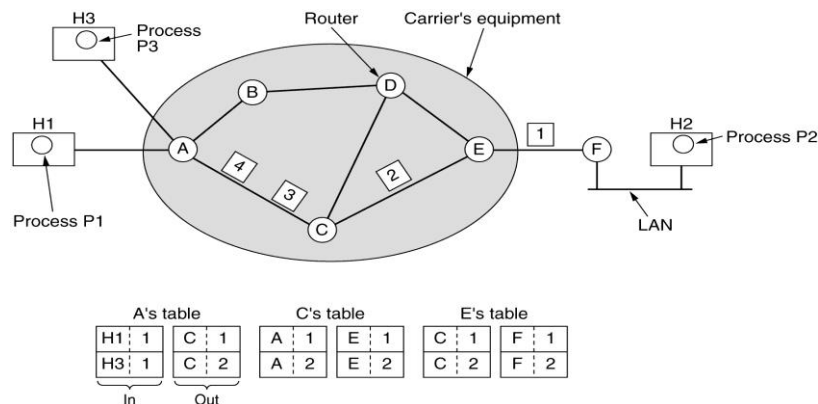 H3
Process
P3
Router
Carrier's equipment
B
D
H1
A
E
1
F
H2
Process P2
4
3
2
C
Process P1
LAN
A's table
C's table
E's table
H1 1 C 1 A 1 E 1 C 1 F 1
H3 1 C 2 A 2 E 2 C 2 F 2
In
Out